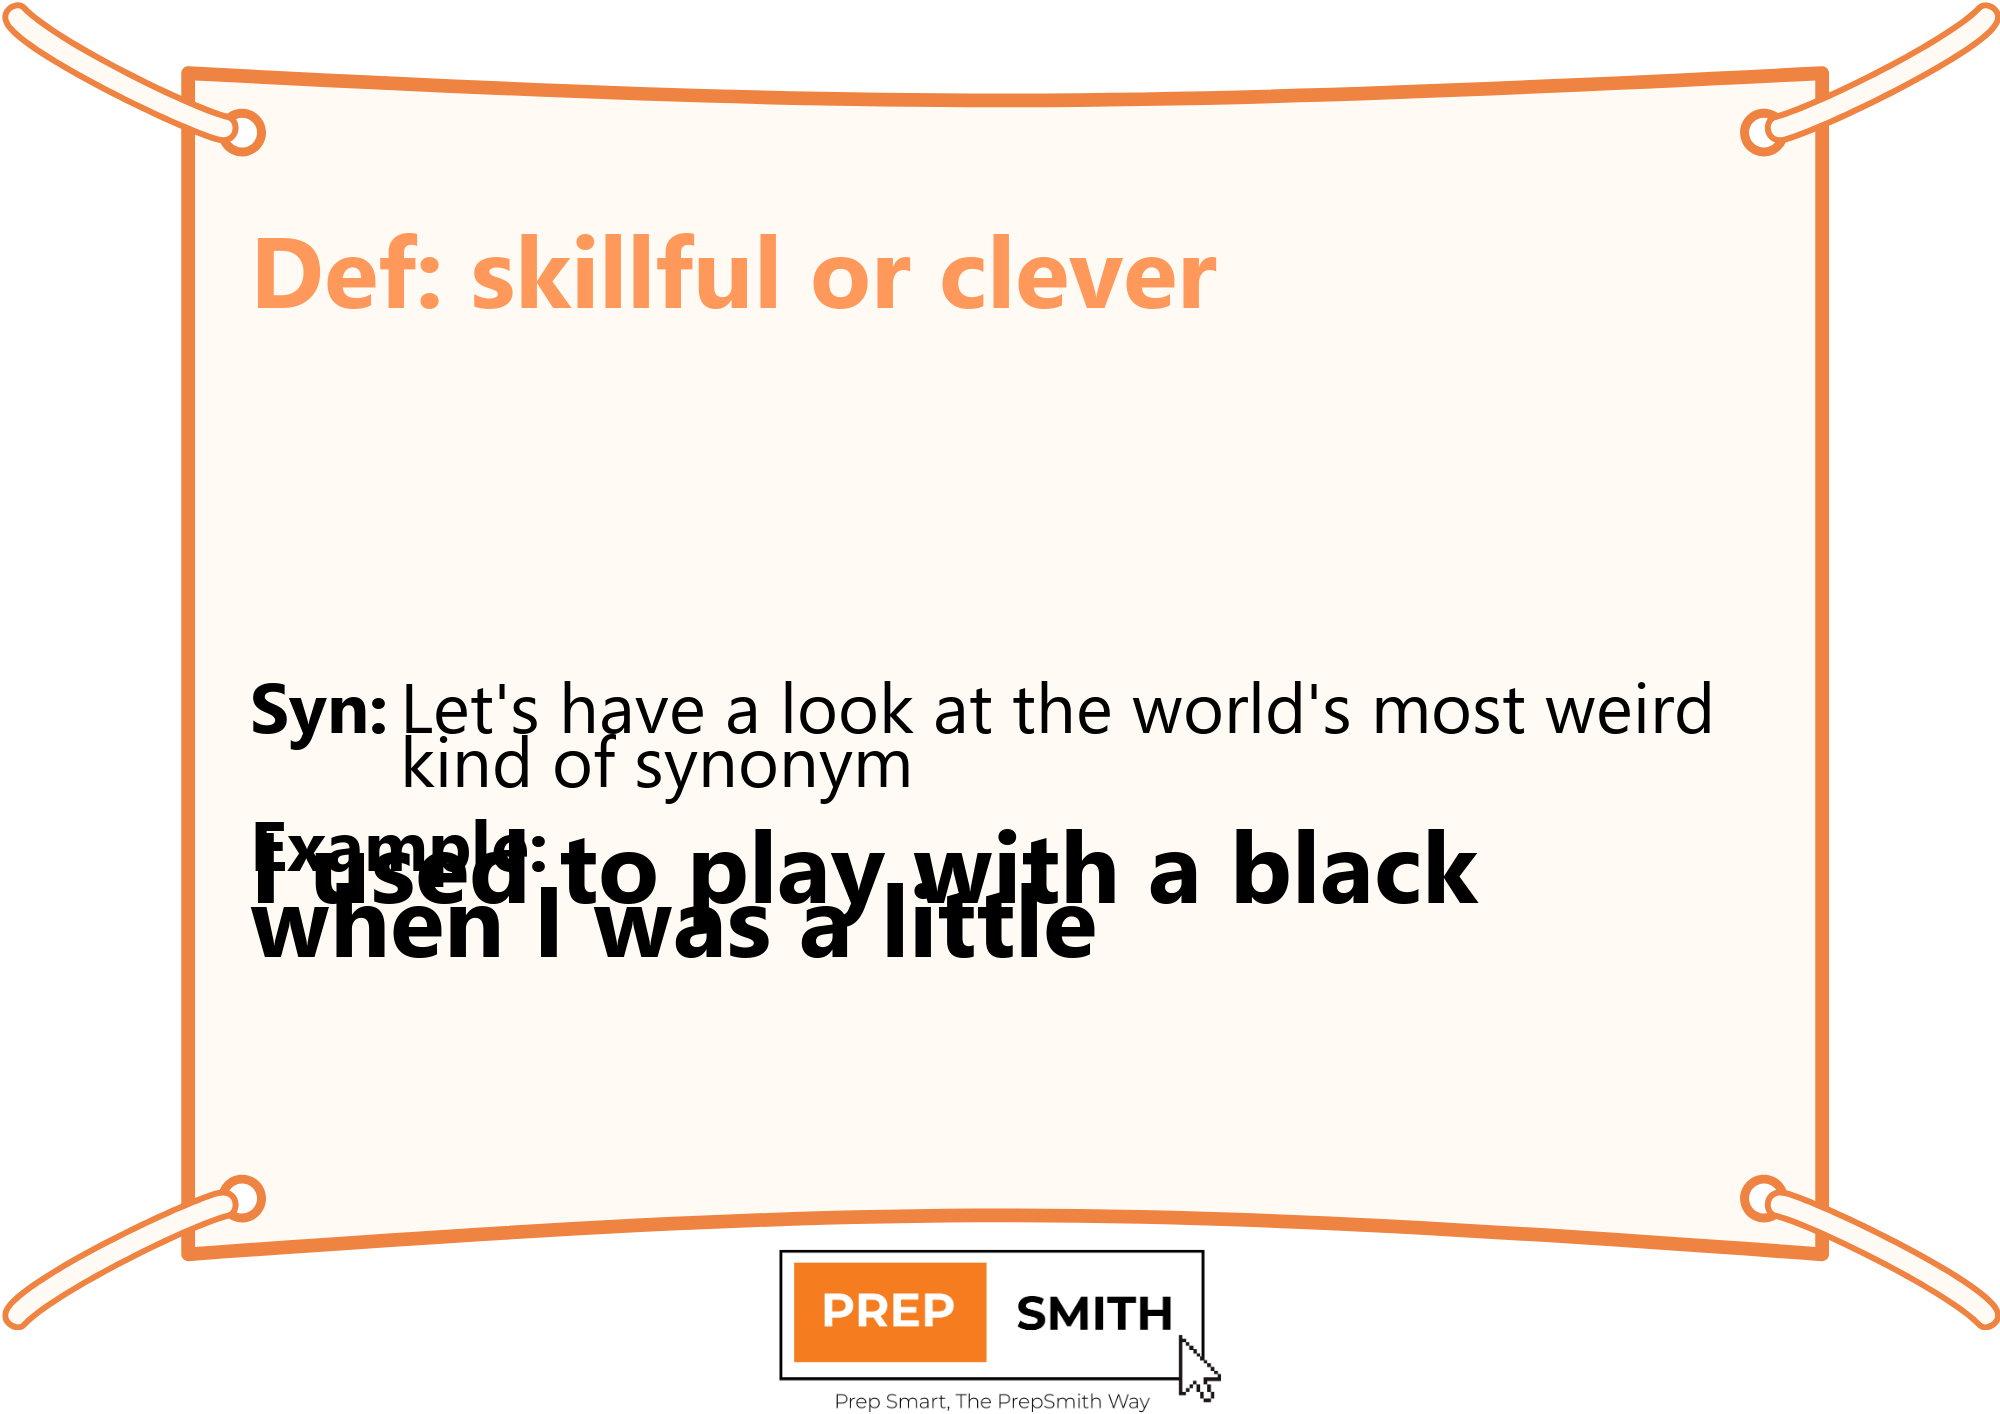 Def: skillful or clever
Syn: Let's have a look at the world's most weird
kind of synonym
Example:
I used to play with a black
when I was a little
PREP SMITH
Prep Smart, The PrepSmith Way